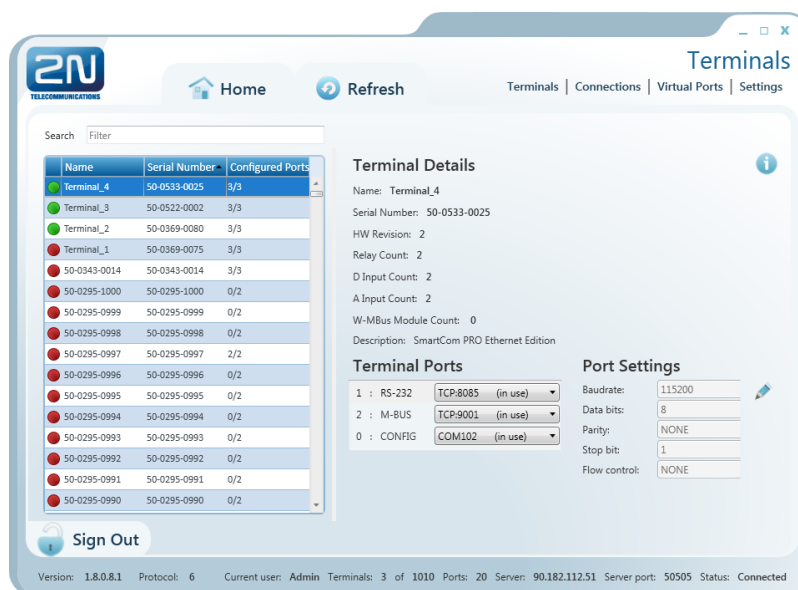 _ □ X
2N
TELECOMMUNICATIONS
Home
Refresh
Terminals
Terminals | Connections | Virtual Ports | Settings
Search Filter
Name Serial Number Configured Ports
Terminal_4 50-0533-0025 3/3
Terminal_3 50-0522-0002 3/3
Terminal_2 50-0369-0080 3/3
Terminal_1 50-0369-0075 3/3
50-0343-0014 50-0343-0014 3/3
50-0295-1000 50-0295-1000 0/2
50-0295-0999 50-0295-0999 0/2
50-0295-0998 50-0295-0998 0/2
50-0295-0997 50-0295-0997 2/2
50-0295-0996 50-0295-0996 0/2
50-0295-0995 50-0295-0995 0/2
50-0295-0994 50-0295-0994 0/2
50-0295-0993 50-0295-0993 0/2
50-0295-0992 50-0295-0992 0/2
50-0295-0991 50-0295-0991 0/2
50-0295-0990 50-0295-0990 0/2
Terminal Details
i
Name: Terminal_4
Serial Number: 50-0533-0025
HW Revision: 2
Relay Count: 2
D Input Count: 2
A Input Count: 2
W-MBus Module Count: 0
Description: SmartCom PRO Ethernet Edition
Terminal Ports
1 : RS-232 TCP:8085 (in use)
2 : M-BUS TCP:9001 (in use)
0 : CONFIG COM102 (in use)
Port Settings
Baudrate: 115200
Data bits: 8
Parity: NONE
Stop bit: 1
Flow control: NONE
Sign Out
Version: 1.8.0.8.1 Protocol: 6 Current user: Admin Terminals: 3 of 1010 Ports: 20 Server: 90.182.112.51 Server port: 50505 Status: Connected